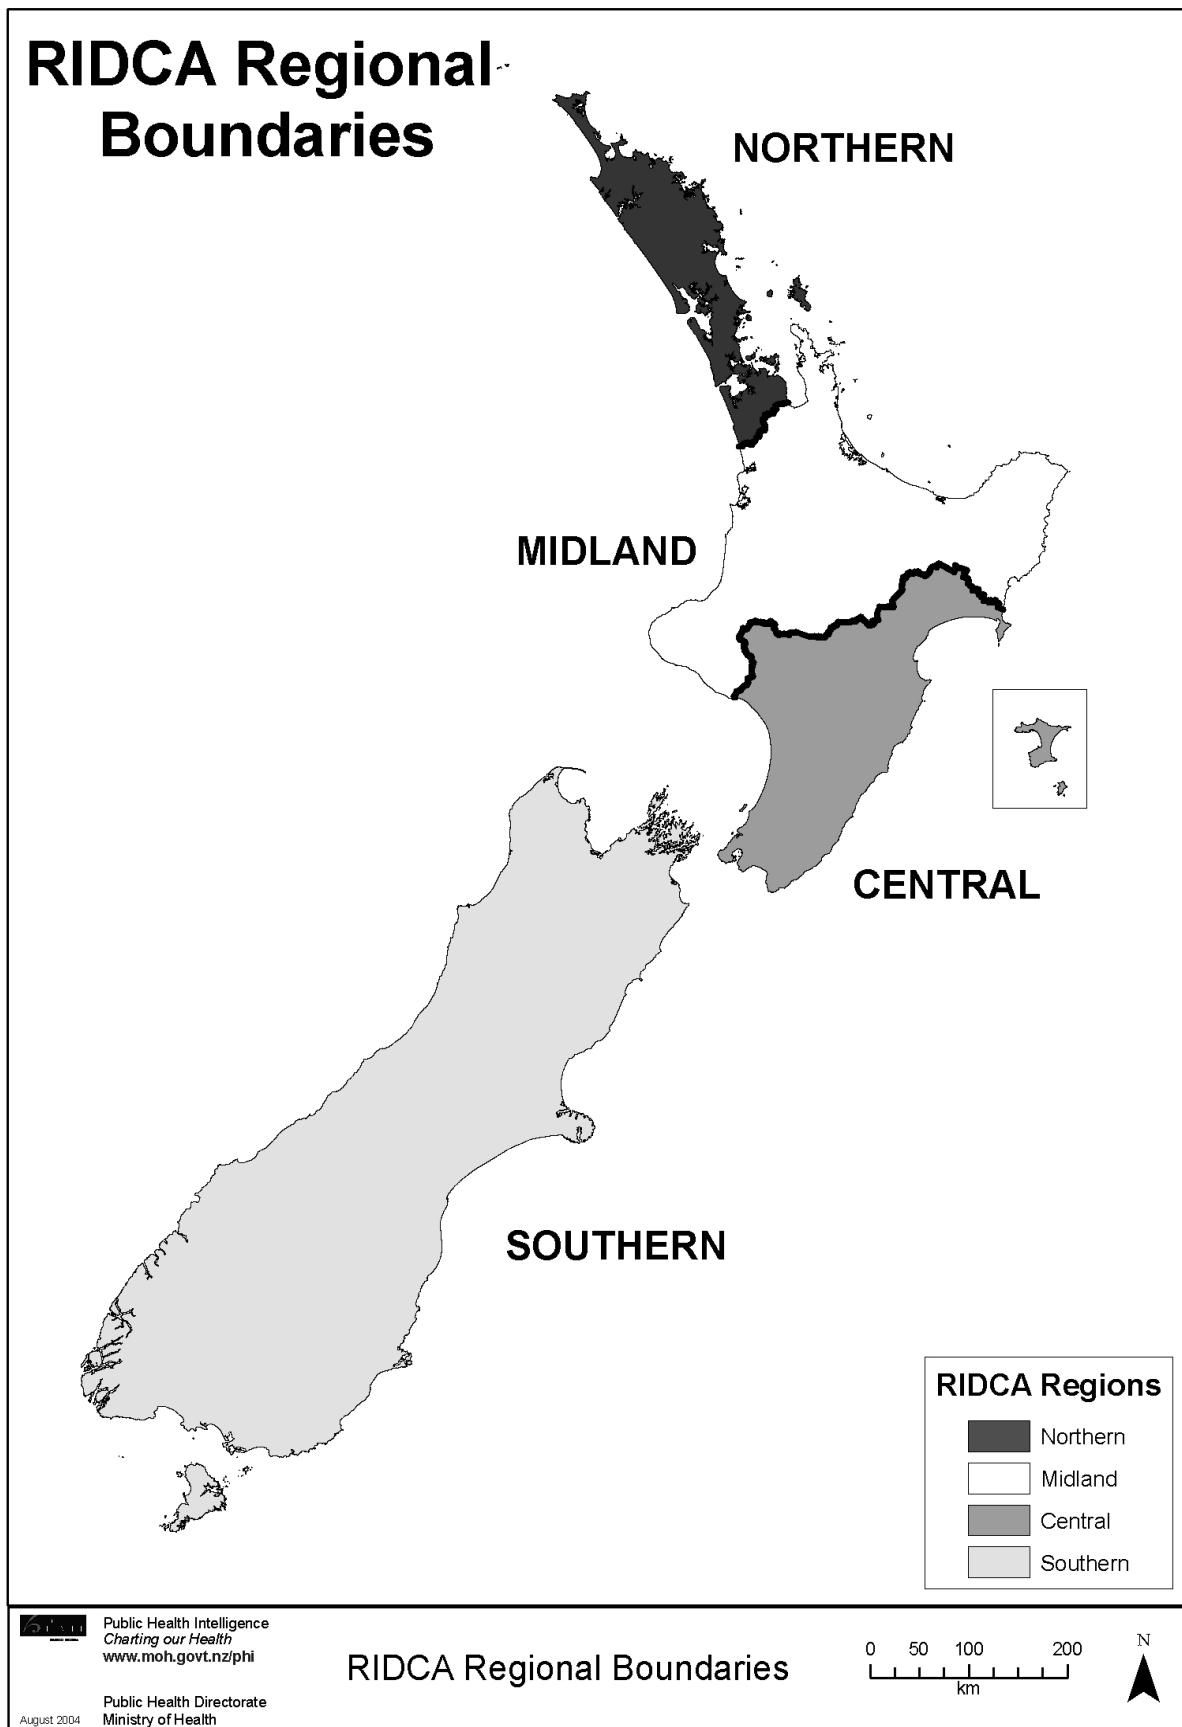 RIDCA Regional
Boundaries
NORTHERN
MIDLAND
CENTRAL
SOUTHERN
RIDCA Regions
Northern
Midland
Central
Southern
Public Health Intelligence
Charting our Health
www.moh.govt.nz/phi
Public Health Directorate
August 2004 Ministry of Health
RIDCA Regional Boundaries
0 50 100 200
km
N